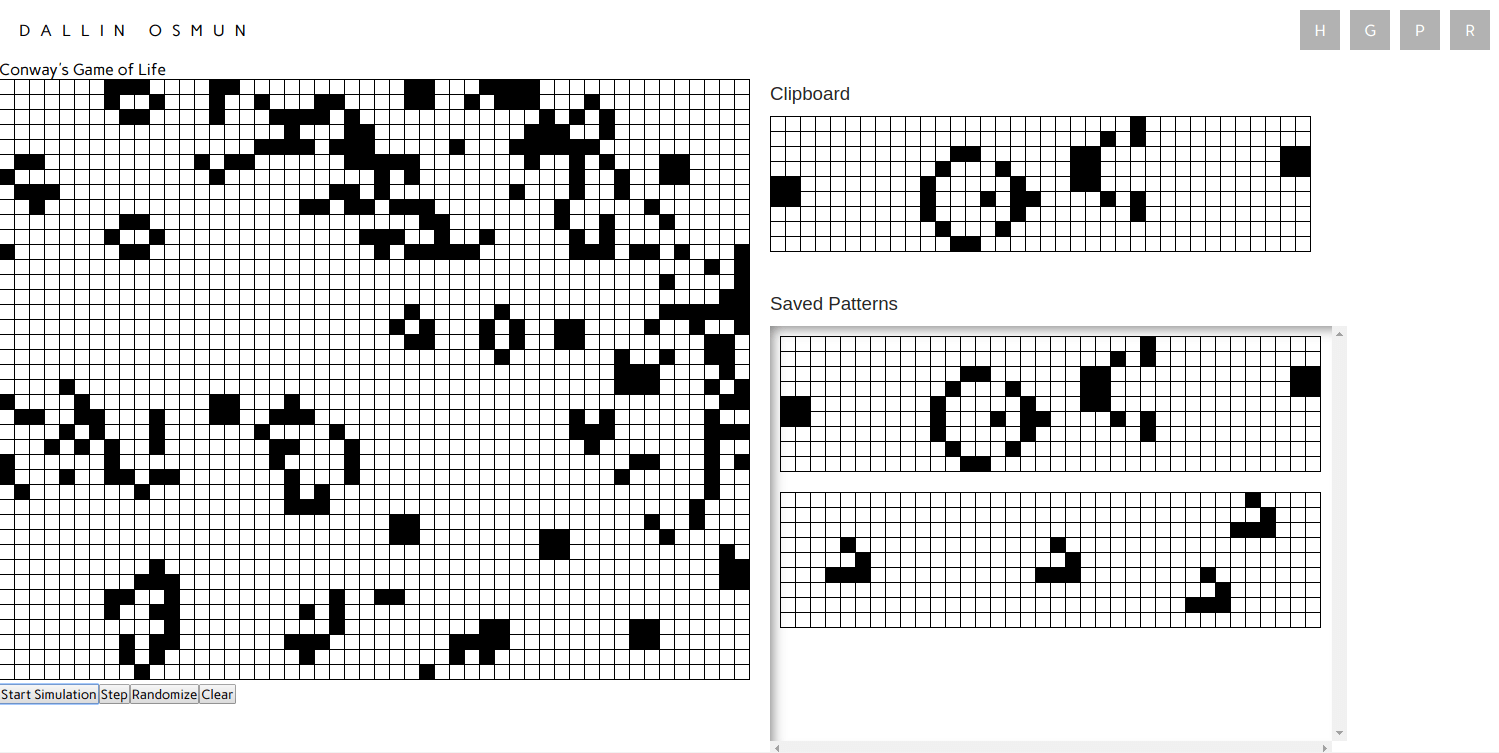 DALLIN OSMUN
H G P R
Conway's Game of Life
Clipboard
Saved Patterns
Start Simulation Step Randomize Clear